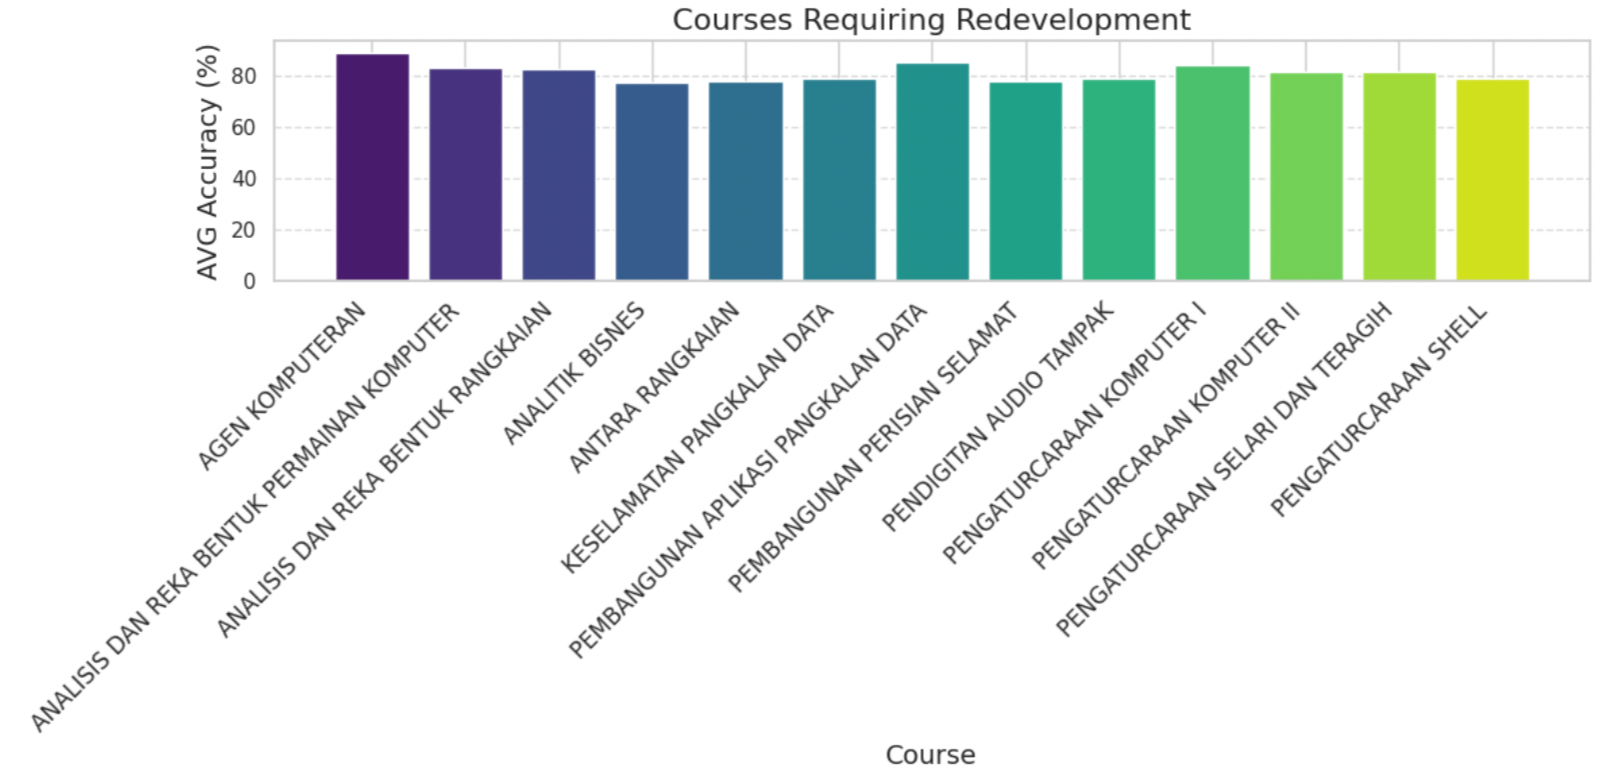 Courses Requiring Redevelopment
AVG Accuracy (%)
80
60
40
20
0
AGEN KOMPUTERAN
ANALISIS DAN REKA BENTUK PERMAINAN KOMPUTER
ANALISIS DAN REKA BENTUK RANGKAIAN
ANALITIK BISNES
ANTARA RANGKAIAN
KESELAMATAN PANGKALAN DATA
PEMBANGUNAN APLIKASI PANGKALAN DATA
PEMBANGUNAN PERISIAN SELAMAT
PENDIGITAN AUDIO TAMPAK
PENGATURCARAAN KOMPUTER I
PENGATURCARAAN KOMPUTER II
PENGATURCARAAN SELARI DAN TERAGIH
PENGATURCARAAN SHELL
Course